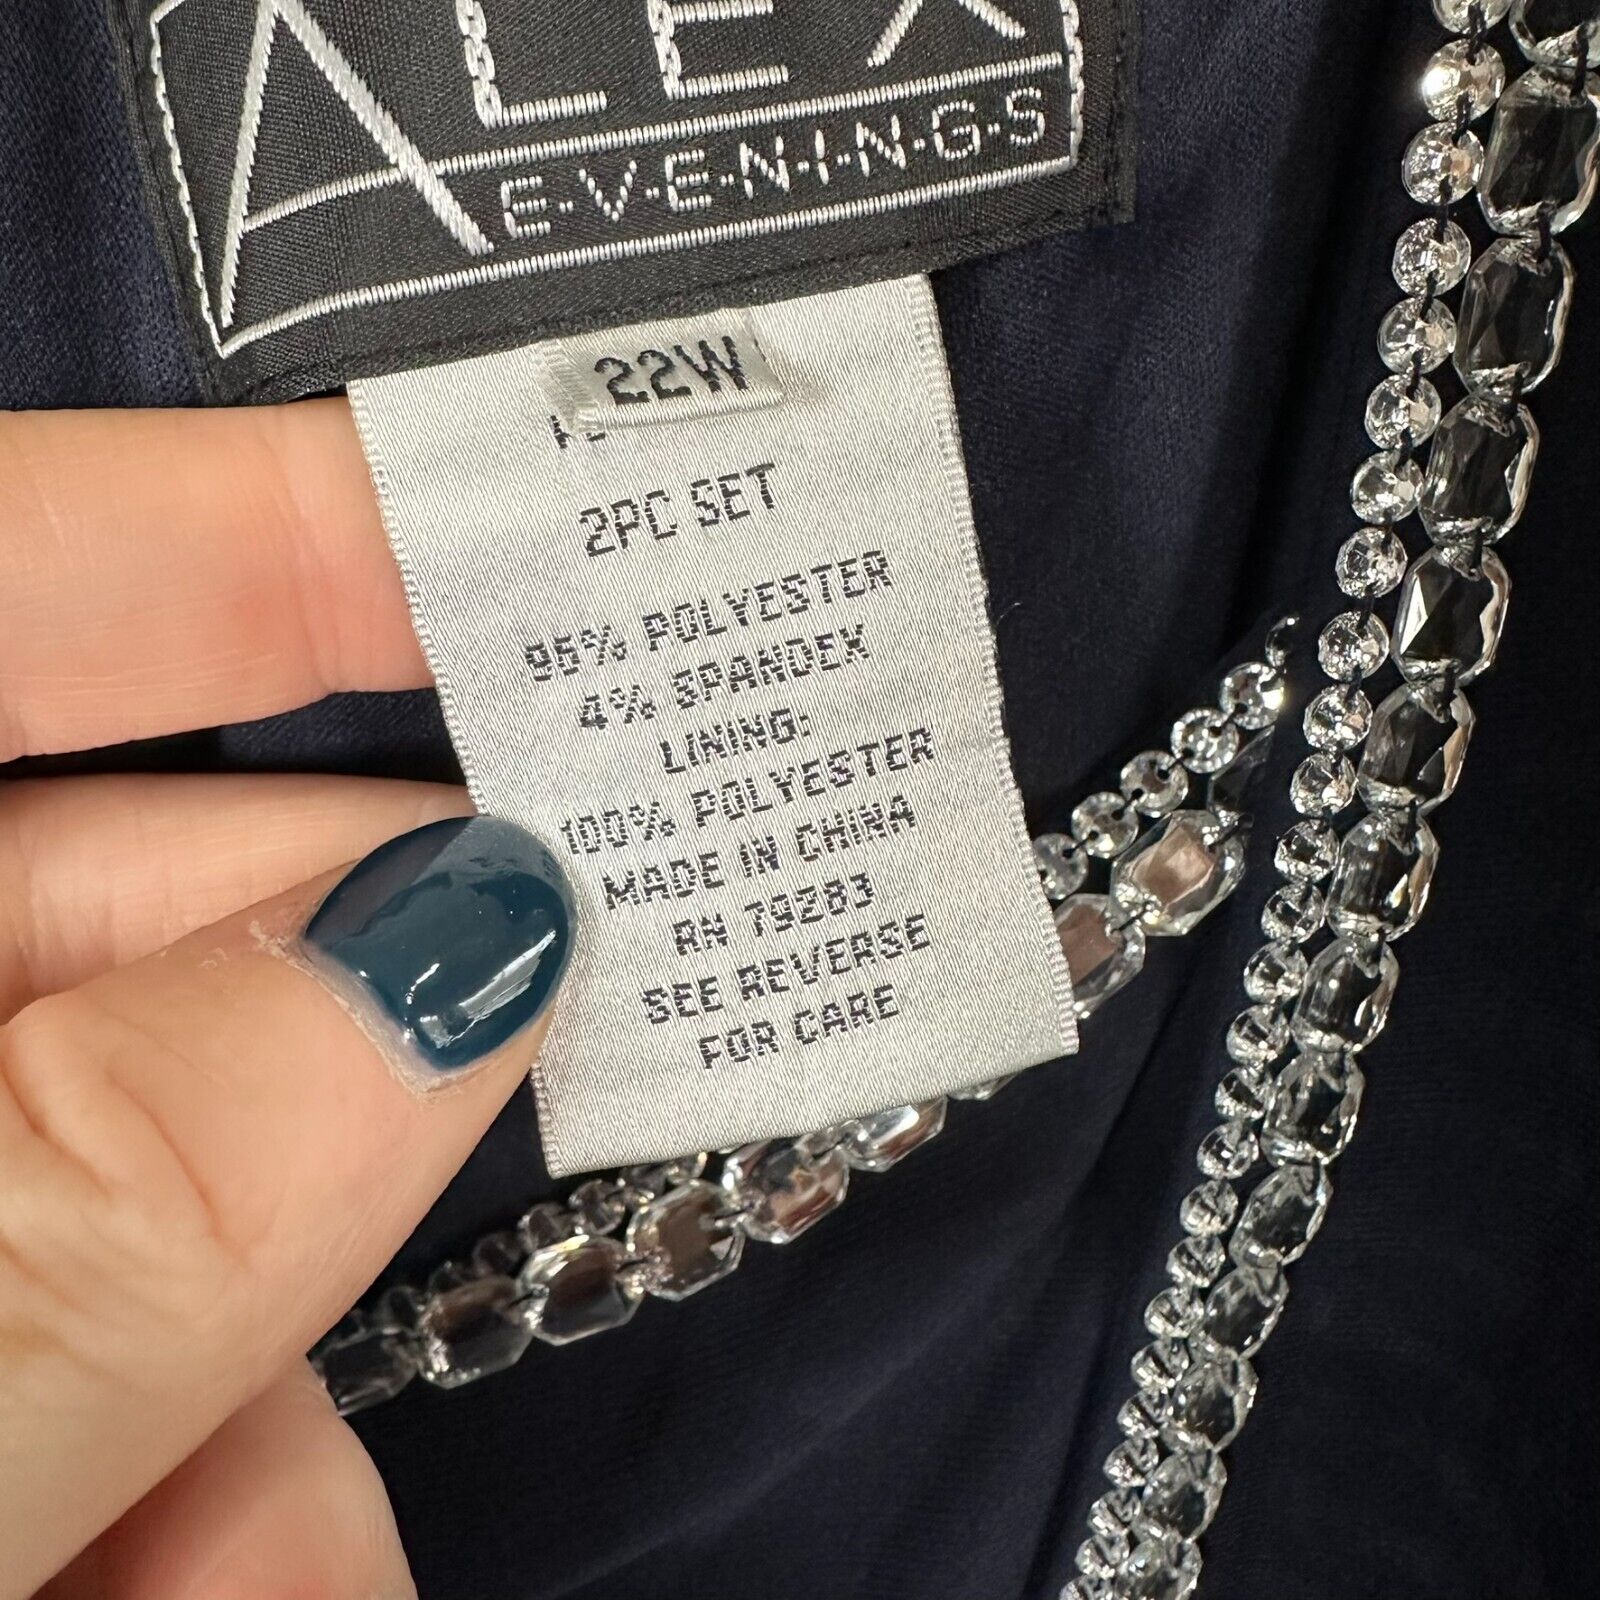 ALEX
E·V·E·N·I·N·G·S
22W
2PC SET
96% POLYESTER
4% SPANDEX
LINING:
100% POLYESTER
MADE IN CHINA
RN 79283
SEE REVERSE
FOR CARE